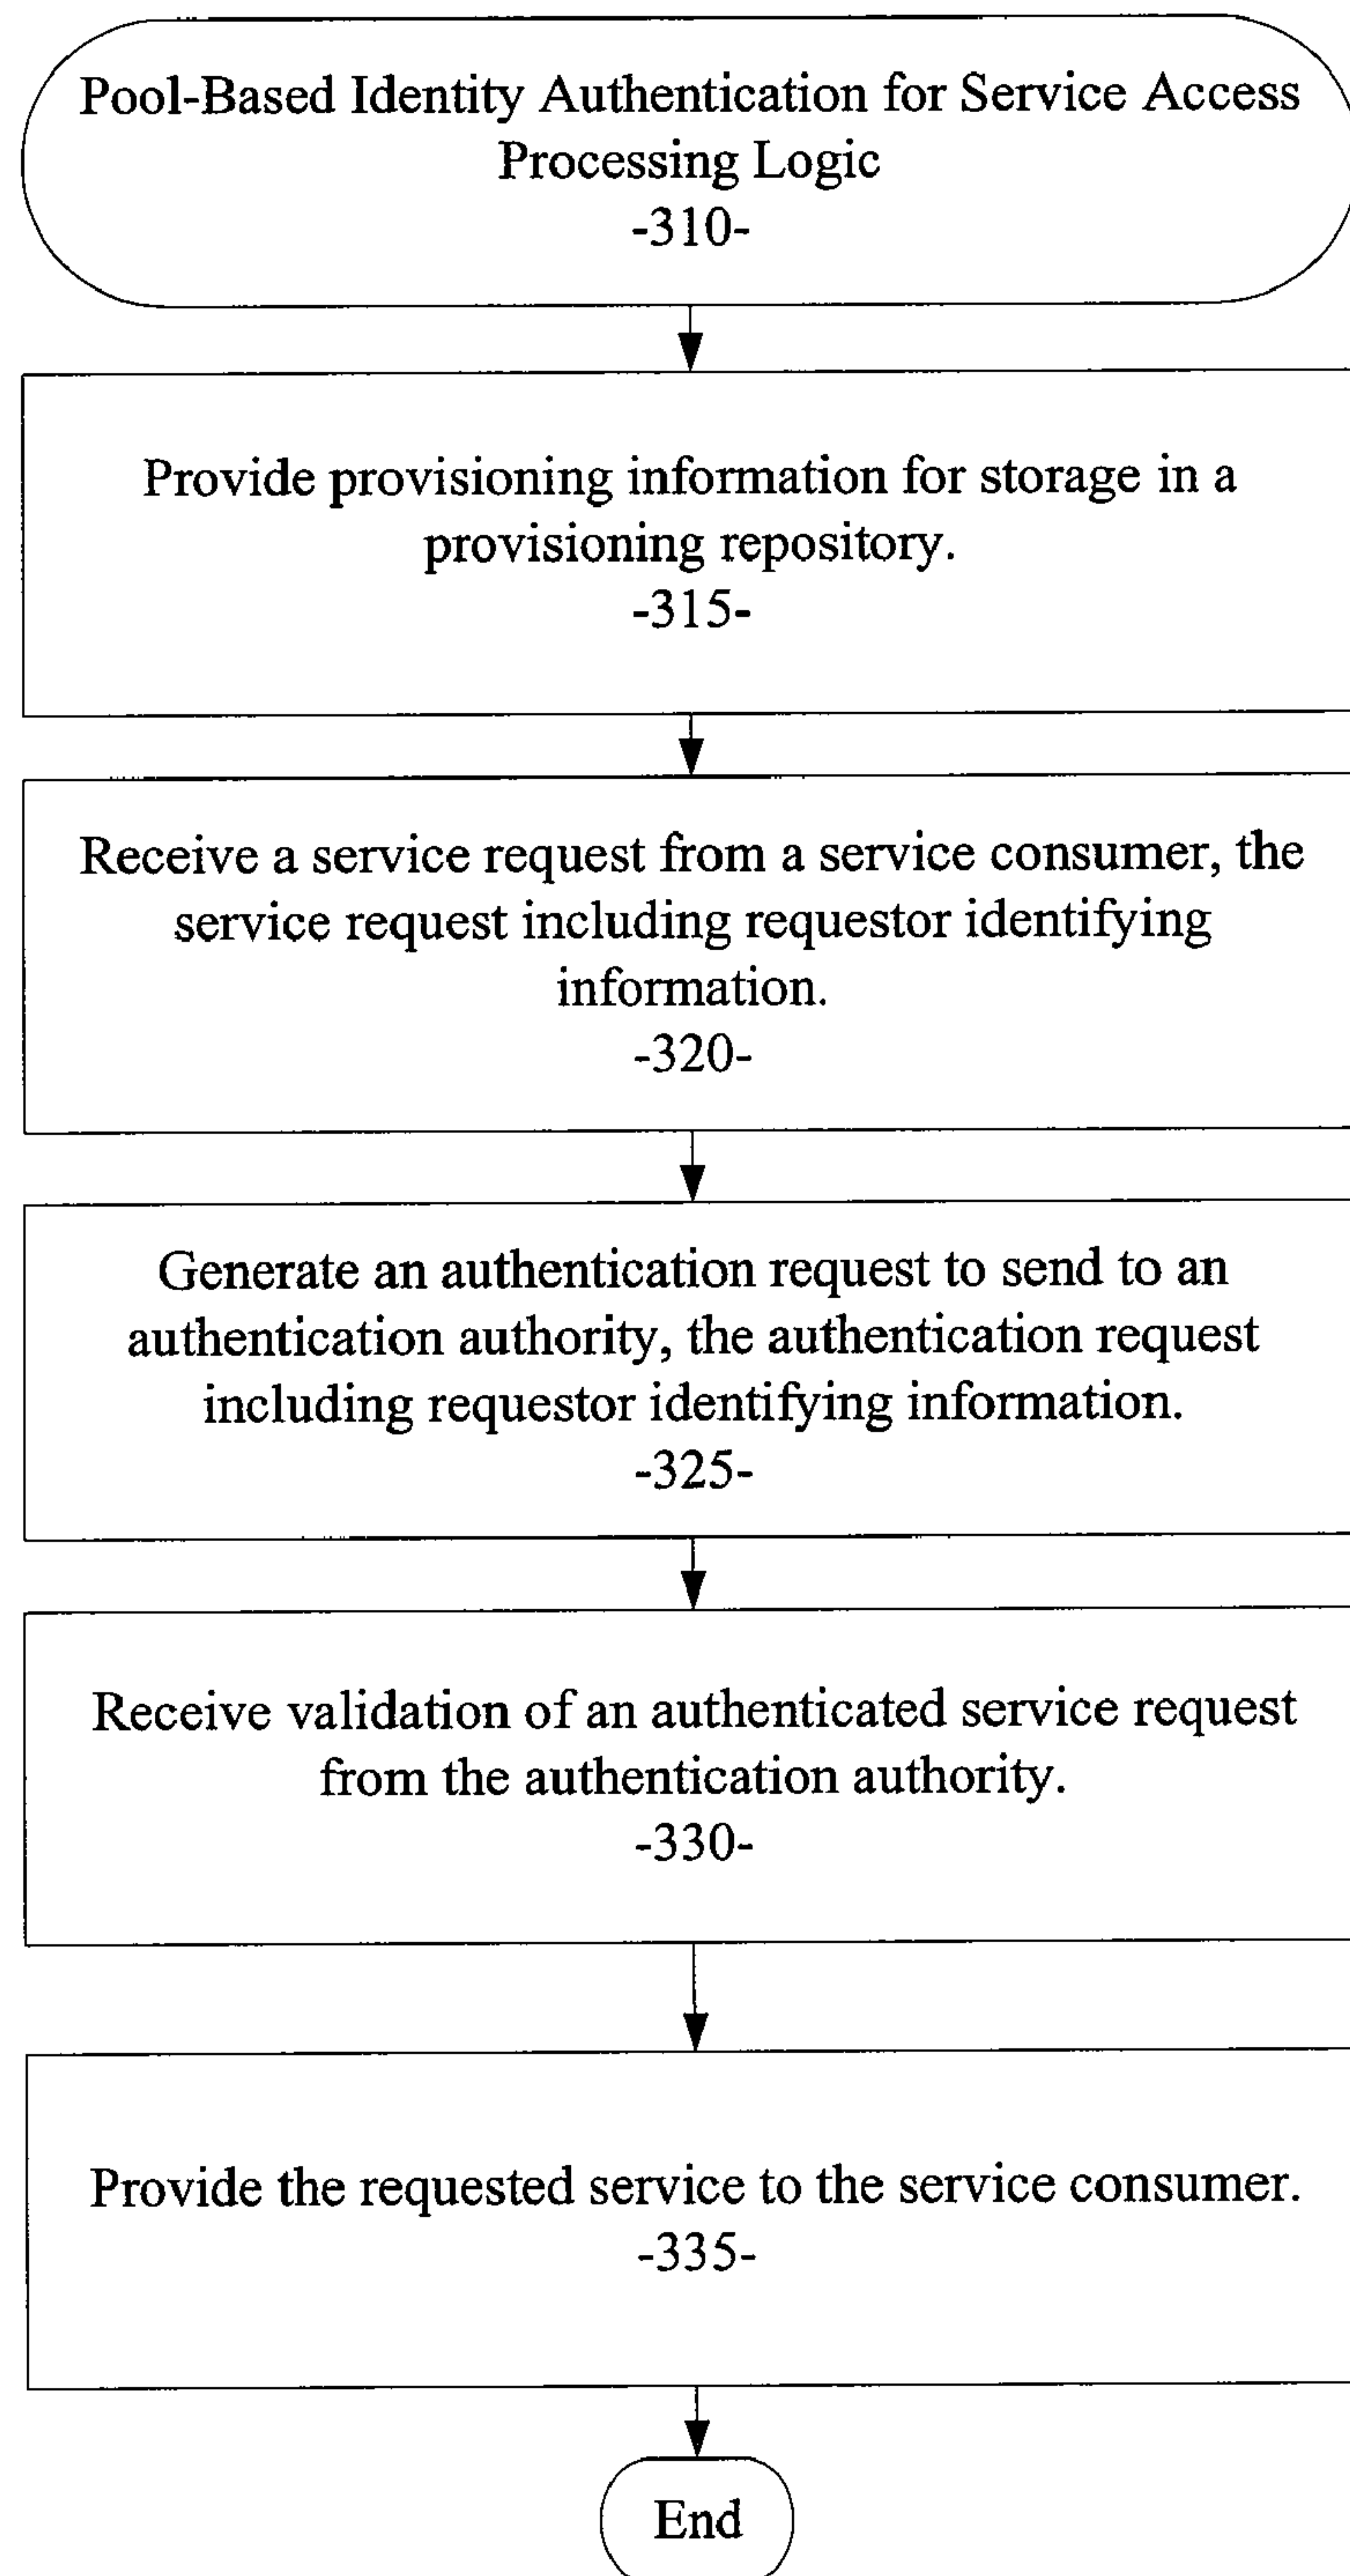 Pool-Based Identity Authentication for Service Access
Processing Logic
-310-
Provide provisioning information for storage in a
provisioning repository.
-315-
Receive a service request from a service consumer, the
service request including requestor identifying
information.
-320-
Generate an authentication request to send to an
authentication authority, the authentication request
including requestor identifying information.
-325-
Receive validation of an authenticated service request
from the authentication authority.
-330-
Provide the requested service to the service consumer.
-335-
End